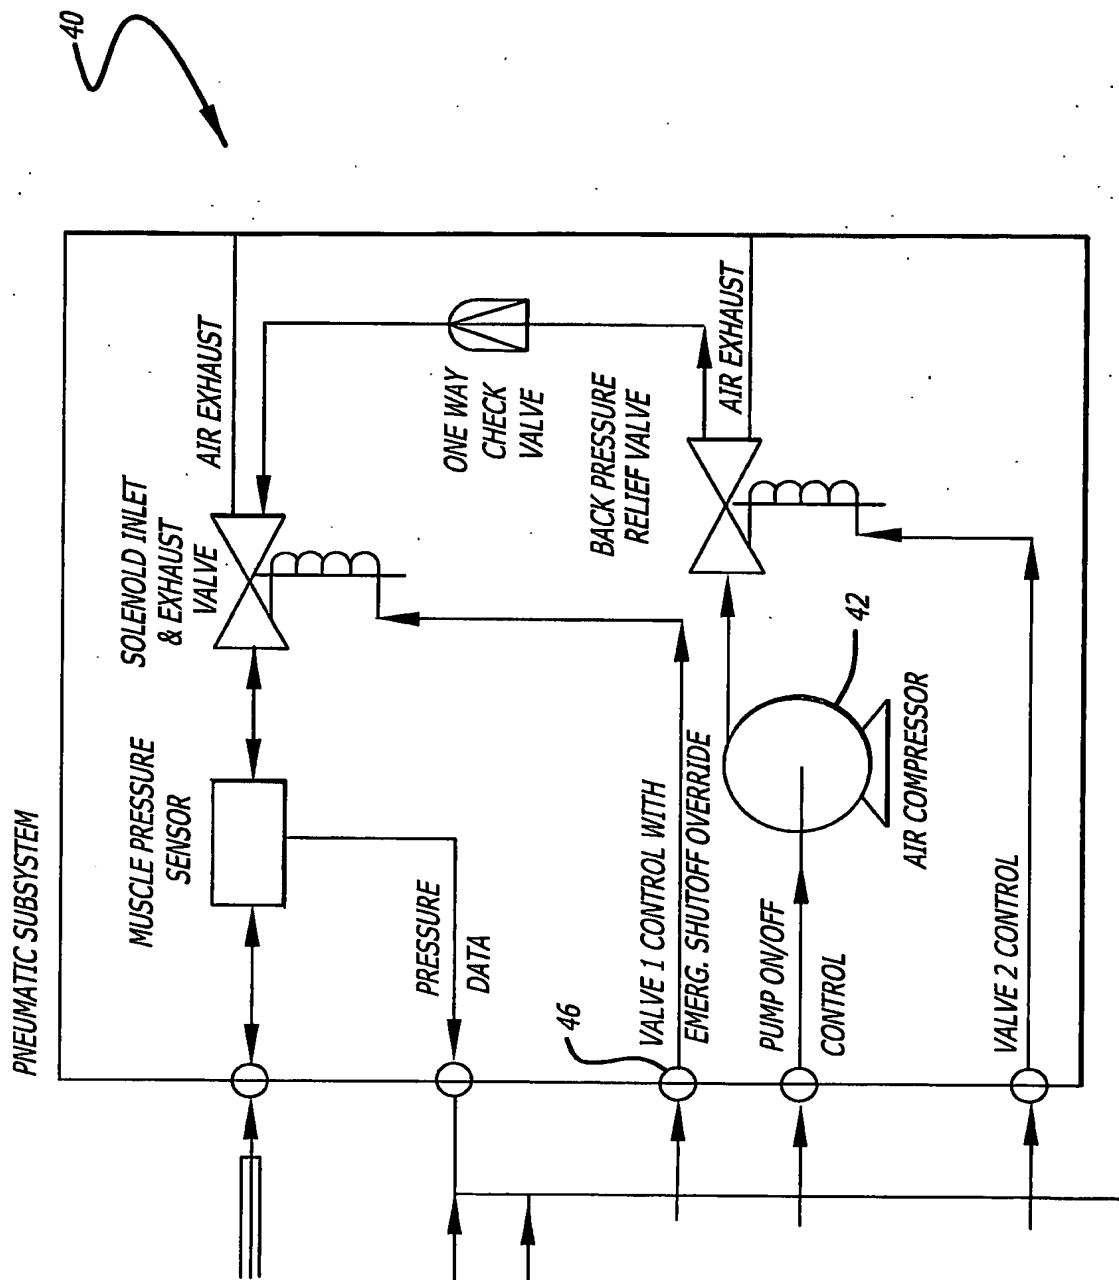 40
PNEUMATIC SUBSYSTEM
MUSCLE PRESSURE
SENSOR
SOLENOLD INLET
& EXHAUST
VALVE
AIR EXHAUST
PRESSURE
DATA
ONE WAY
CHECK
VALVE
46
VALVE 1 CONTROL WITH
EMERG. SHUTOFF OVERRIDE
BACK PRESSURE
RELIEF VALVE
AIR EXHAUST
PUMP ON/OFF
CONTROL
42
AIR COMPRESSOR
VALVE 2 CONTROL